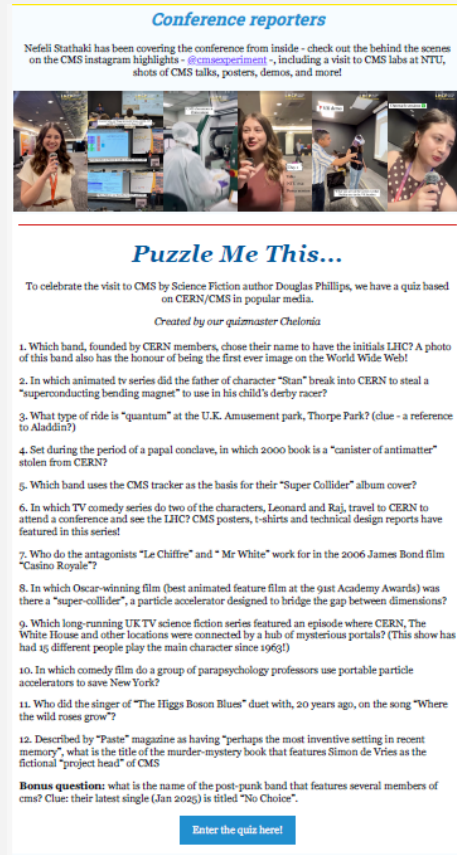 Conference reporters
Nefeli Stathaki has been covering the conference from inside - check out the behind the scenes
on the CMS instagram highlights - @cmsexperiment -, including a visit to CMS labs at NTU,
shots of CMS talks, posters, demos, and more!
Puzzle Me This...
To celebrate the visit to CMS by Science Fiction author Douglas Phillips, we have a quiz based
on CERN/CMS in popular media.
Created by our quizmaster Chelonia
1. Which band, founded by CERN members, chose their name to have the initials LHC? A photo
of this band also has the honour of being the first ever image on the World Wide Web!
2. In which animated tv series did the father of character “Stan” break into CERN to steal a
“superconducting bending magnet” to use in his child’s derby racer?
3. What type of ride is “quantum” at the U.K. Amusement park, Thorpe Park? (clue - a reference
to Aladdin?)
4. Set during the period of a papal conclave, in which 2000 book is a “canister of antimatter”
stolen from CERN?
5. Which band uses the CMS tracker as the basis for their “Super Collider” album cover?
6. In which TV comedy series do two of the characters, Leonard and Raj, travel to CERN to
attend a conference and see the LHC? CMS posters, t-shirts and technical design reports have
featured in this series!
7. Who do the antagonists “Le Chiffre” and “ Mr White” work for in the 2006 James Bond film
“Casino Royale”?
8. In which Oscar-winning film (best animated feature film at the 91st Academy Awards) was
there a “super-collider”, a particle accelerator designed to bridge the gap between dimensions?
9. Which long-running UK TV science fiction series featured an episode where CERN, The
White House and other locations were connected by a hub of mysterious portals? (This show has
had 15 different people play the main character since 1963!)
10. In which comedy film do a group of parapsychology professors use portable particle
accelerators to save New York?
11. Who did the singer of “The Higgs Boson Blues” duet with, 20 years ago, on the song “Where
the wild roses grow”?
12. Described by “Paste” magazine as having “perhaps the most inventive setting in recent
memory”, what is the title of the murder-mystery book that features Simon de Vries as the
fictional “project head” of CMS
Bonus question: what is the name of the post-punk band that features several members of
cms? Clue: their latest single (Jan 2025) is titled “No Choice”.
Enter the quiz here!